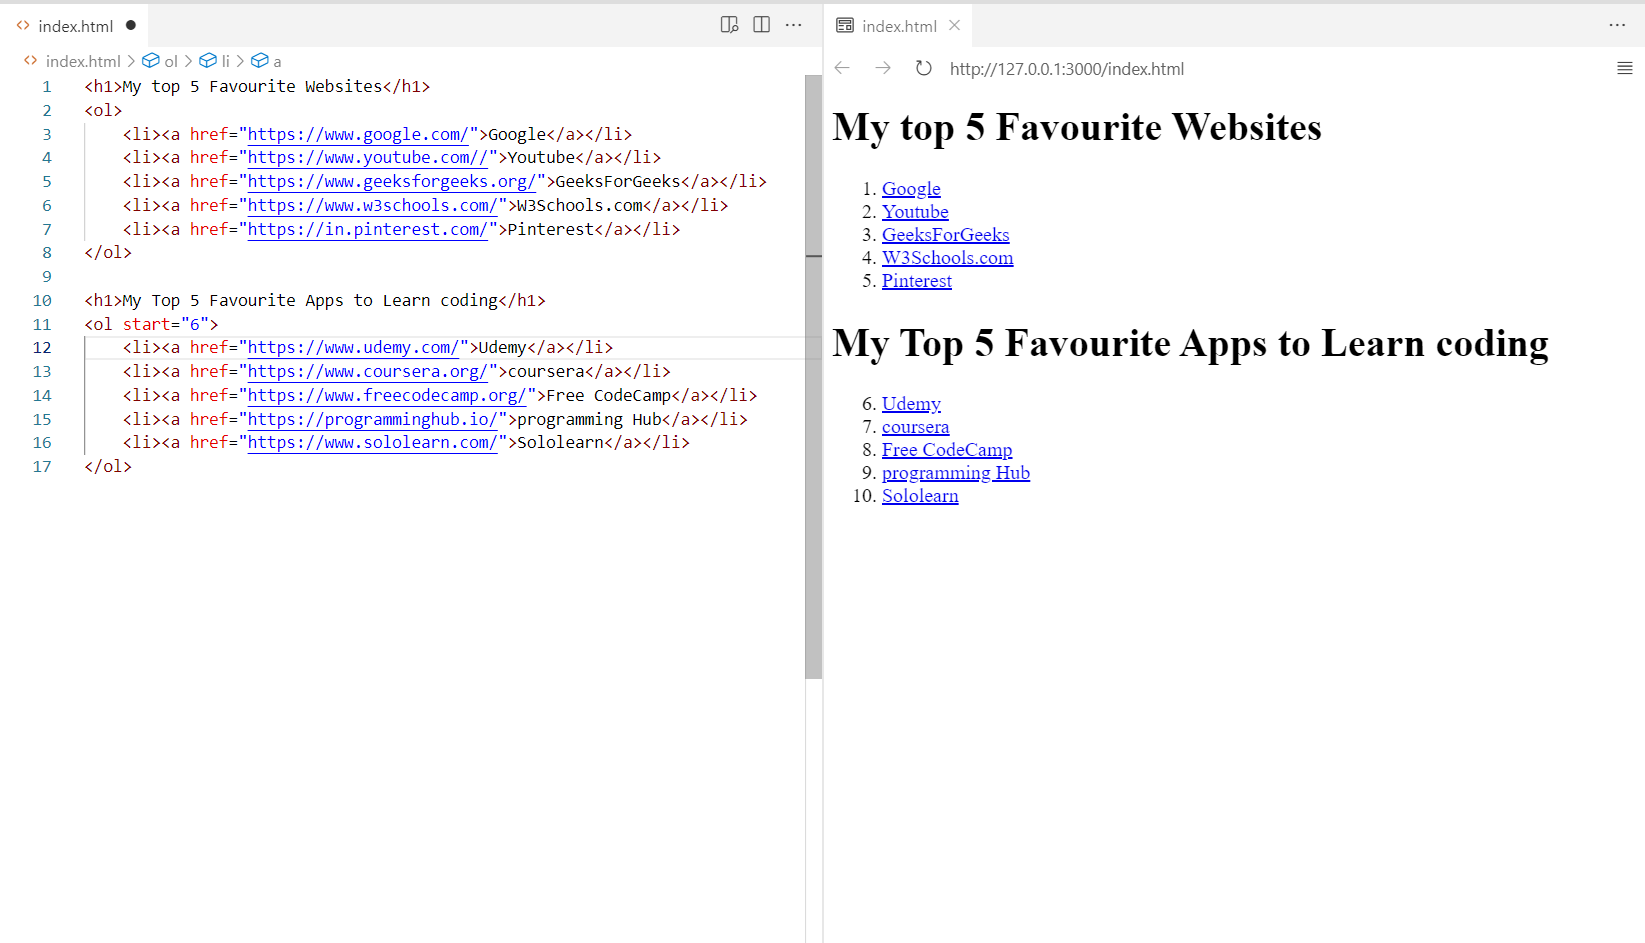 index.html
index.html > ol > li > a
1 <h1>My top 5 Favourite Websites</h1>
2 <ol>
3 <li><a href="https://www.google.com/">Google</a></li>
4 <li><a href="https://www.youtube.com//">Youtube</a></li>
5 <li><a href="https://www.geeksforgeeks.org/">GeeksForGeeks</a></li>
6 <li><a href="https://www.w3schools.com/">W3Schools.com</a></li>
7 <li><a href="https://in.pinterest.com/">Pinterest</a></li>
8 </ol>
9
10 <h1>My Top 5 Favourite Apps to Learn coding</h1>
11 <ol start="6">
12 <li><a href="https://www.udemy.com/">Udemy</a></li>
13 <li><a href="https://www.coursera.org/">coursera</a></li>
14 <li><a href="https://www.freecodecamp.org/">Free CodeCamp</a></li>
15 <li><a href="https://programminghub.io/">programming Hub</a></li>
16 <li><a href="https://www.sololearn.com/">Sololearn</a></li>
17 </ol>
index.html
http://127.0.0.1:3000/index.html
My top 5 Favourite Websites
1. Google
2. Youtube
3. GeeksForGeeks
4. W3Schools.com
5. Pinterest
My Top 5 Favourite Apps to Learn coding
6. Udemy
7. coursera
8. Free CodeCamp
9. programming Hub
10. Sololearn